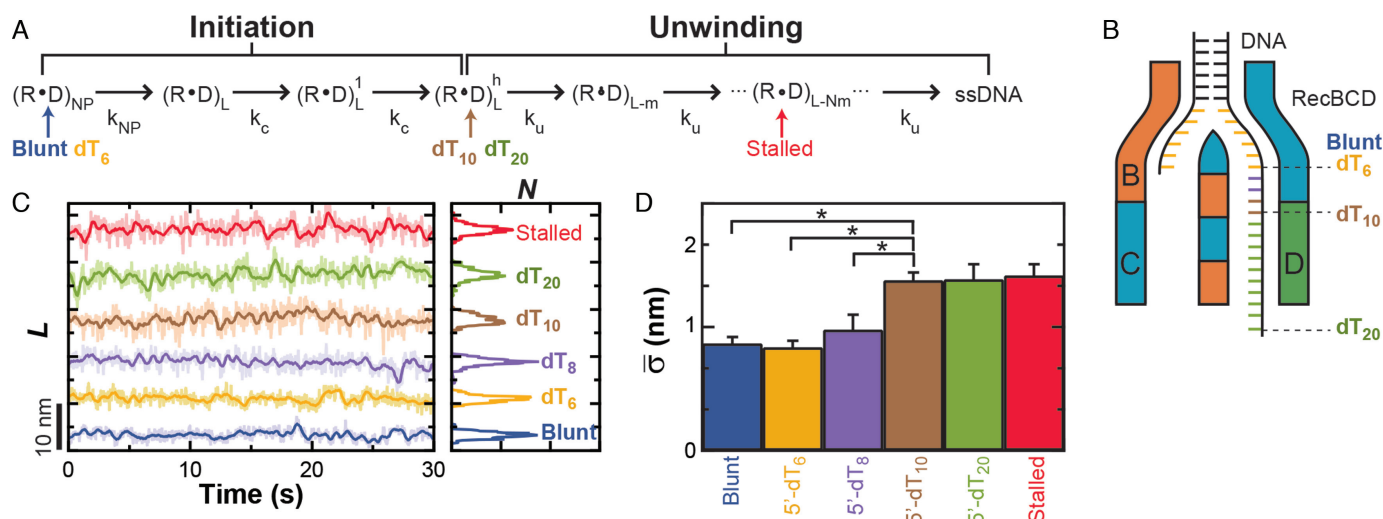 A
Initiation
Unwinding
B
(R•D)NP
(R•D)L
(R•D)L 1
(R•D)L h
(R•D)L-m
··· (R•D)L-Nm ···
ssDNA
kNP
kc
kc
ku
ku
ku
Blunt dT6
dT10 dT20
Stalled
DNA
RecBCD
Blunt
dT6
dT10
dT20
B
C
D
C
N
L
10 nm
Stalled
dT20
dT10
dT8
dT6
Blunt
0 10 20 30
Time (s)
D
* 
*
*
σ (nm)
2
1
0
Blunt
5'-dT6
5'-dT8
5'-dT10
5'-dT20
Stalled